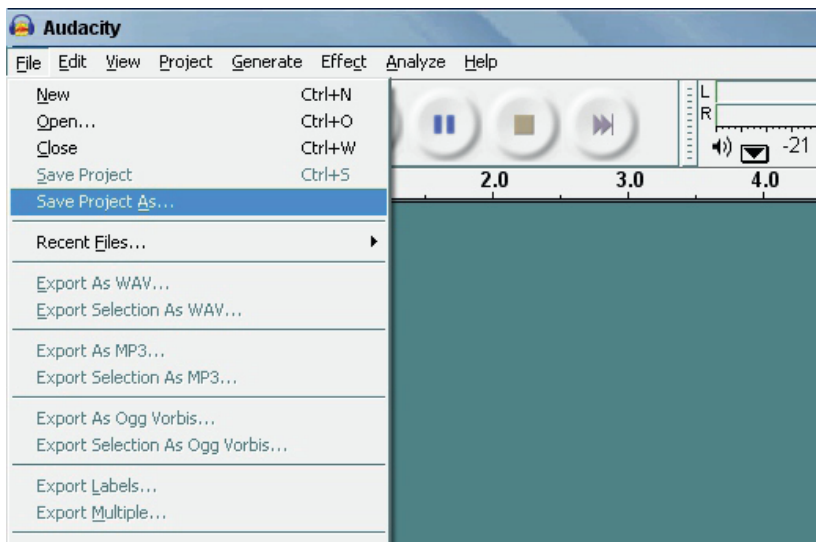 Audacity
File Edit View Project Generate Effect Analyze Help
New Ctrl+N
Open... Ctrl+O
Close Ctrl+W
Save Project Ctrl+S
Save Project As...
Recent Files...
Export As WAV...
Export Selection As WAV...
Export As MP3...
Export Selection As MP3...
Export As Ogg Vorbis...
Export Selection As Ogg Vorbis...
Export Labels...
Export Multiple...
L
R
-21
2.0 3.0 4.0